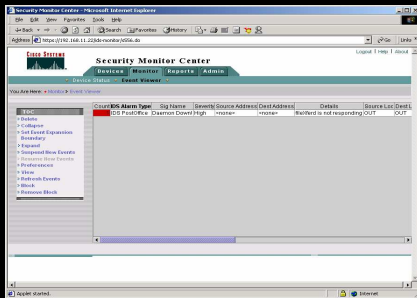 Security Monitor Center - Microsoft Internet Explorer
File Edit View Favorites Tools Help
Back Search Favorites History
Address https://192.168.11.22/ids-monitor/s556.do Go Links
CISCO SYSTEMS
Logout | Help | About
Security Monitor Center
Devices Monitor Reports Admin
Device Status Event Viewer
You Are Here: Monitor > Event Viewer
TOC
Delete
Collapse
Set Event Expansion Boundary
Expand
Suspend New Events
Resume New Events
Preferences
View
Refresh Events
Block
Remove Block
Count IDS Alarm Type Sig Name Severity Source Address Dest Address Details Source Loc Dest L
IDS PostOffice Daemon Down High <none> <none> is not responding OUT OUT
Applet started. Internet